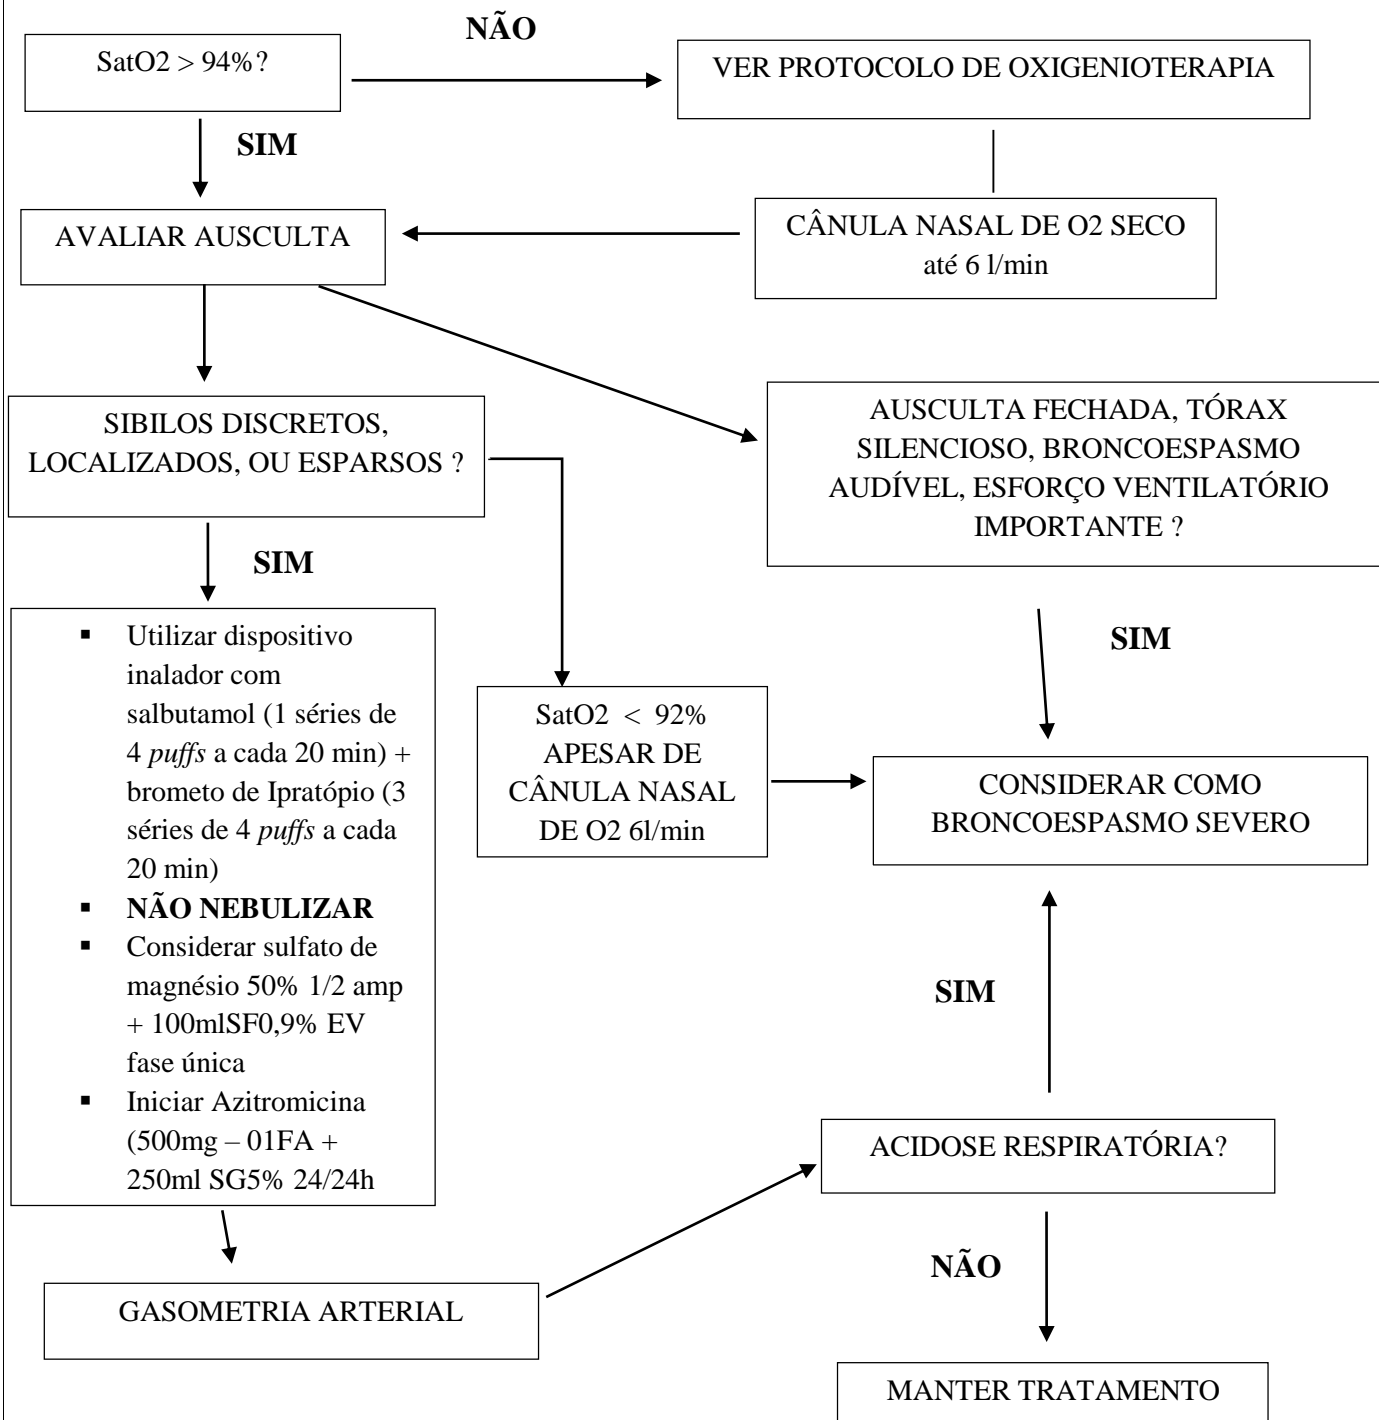 NÃO
SatO2 > 94%?
VER PROTOCOLO DE OXIGENIOTERAPIA
SIM
AVALIAR AUSCULTA
CÂNULA NASAL DE O2 SECO
até 6 l/min
SIBILOS DISCRETOS,
LOCALIZADOS, OU ESPARSOS ?
AUSCULTA FECHADA, TÓRAX
SILENCIOSO, BRONCOESPASMO
AUDÍVEL, ESFORÇO VENTILATÓRIO
IMPORTANTE ?
SIM
▪ Utilizar dispositivo
inalador com
salbutamol (1 séries de
4 puffs a cada 20 min) +
brometo de Ipratópio (3
séries de 4 puffs a cada
20 min)
▪ NÃO NEBULIZAR
▪ Considerar sulfato de
magnésio 50% 1/2 amp
+ 100mlSF0,9% EV
fase única
▪ Iniciar Azitromicina
(500mg – 01FA +
250ml SG5% 24/24h
SIM
SatO2 < 92%
APESAR DE
CÂNULA NASAL
DE O2 6l/min
CONSIDERAR COMO
BRONCOESPASMO SEVERO
SIM
ACIDOSE RESPIRATÓRIA?
NÃO
GASOMETRIA ARTERIAL
MANTER TRATAMENTO